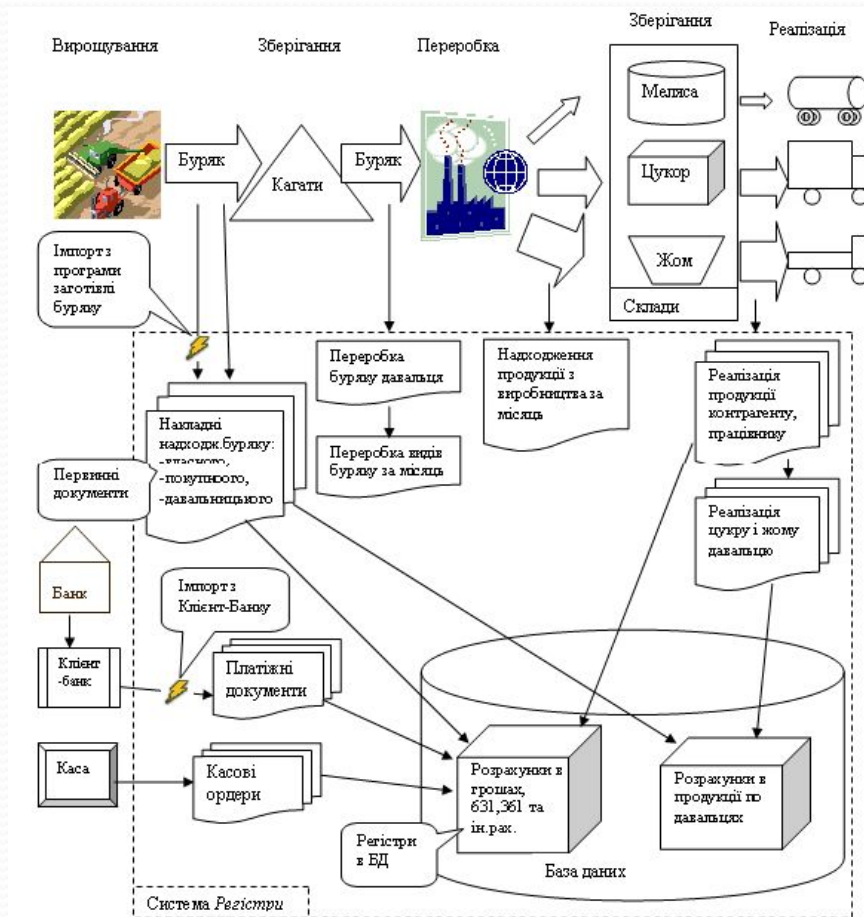 Вирощування
Зберігання
Переробка
Зберігання
Реалізація
Буряк
Кагати
Буряк
Меляса
Цукор
Жом
Склади
Імпорт з
програми
заготівлі
буряку
Накладні
надходж.буряку:
-власного,
-покупного,
-давальницького
Первинні
документи
Переробка
буряку давальця
Переробка видів
буряку за місяць
Надходження
продукції з
виробництва за
місяць
Реалізація
продукції
контрагенту,
працівнику
Реалізація
цукру і жому
давальцю
Банк
Імпорт з
Клієнт-Банку
Клієнт
-банк
Платіжні
документи
Каса
Касові
ордери
Розрахунки в
грошах,
631,361 та
ін.рах.
Розрахунки в
продукції по
давальцях
Регістри
в БД
База даних
Система Регістри